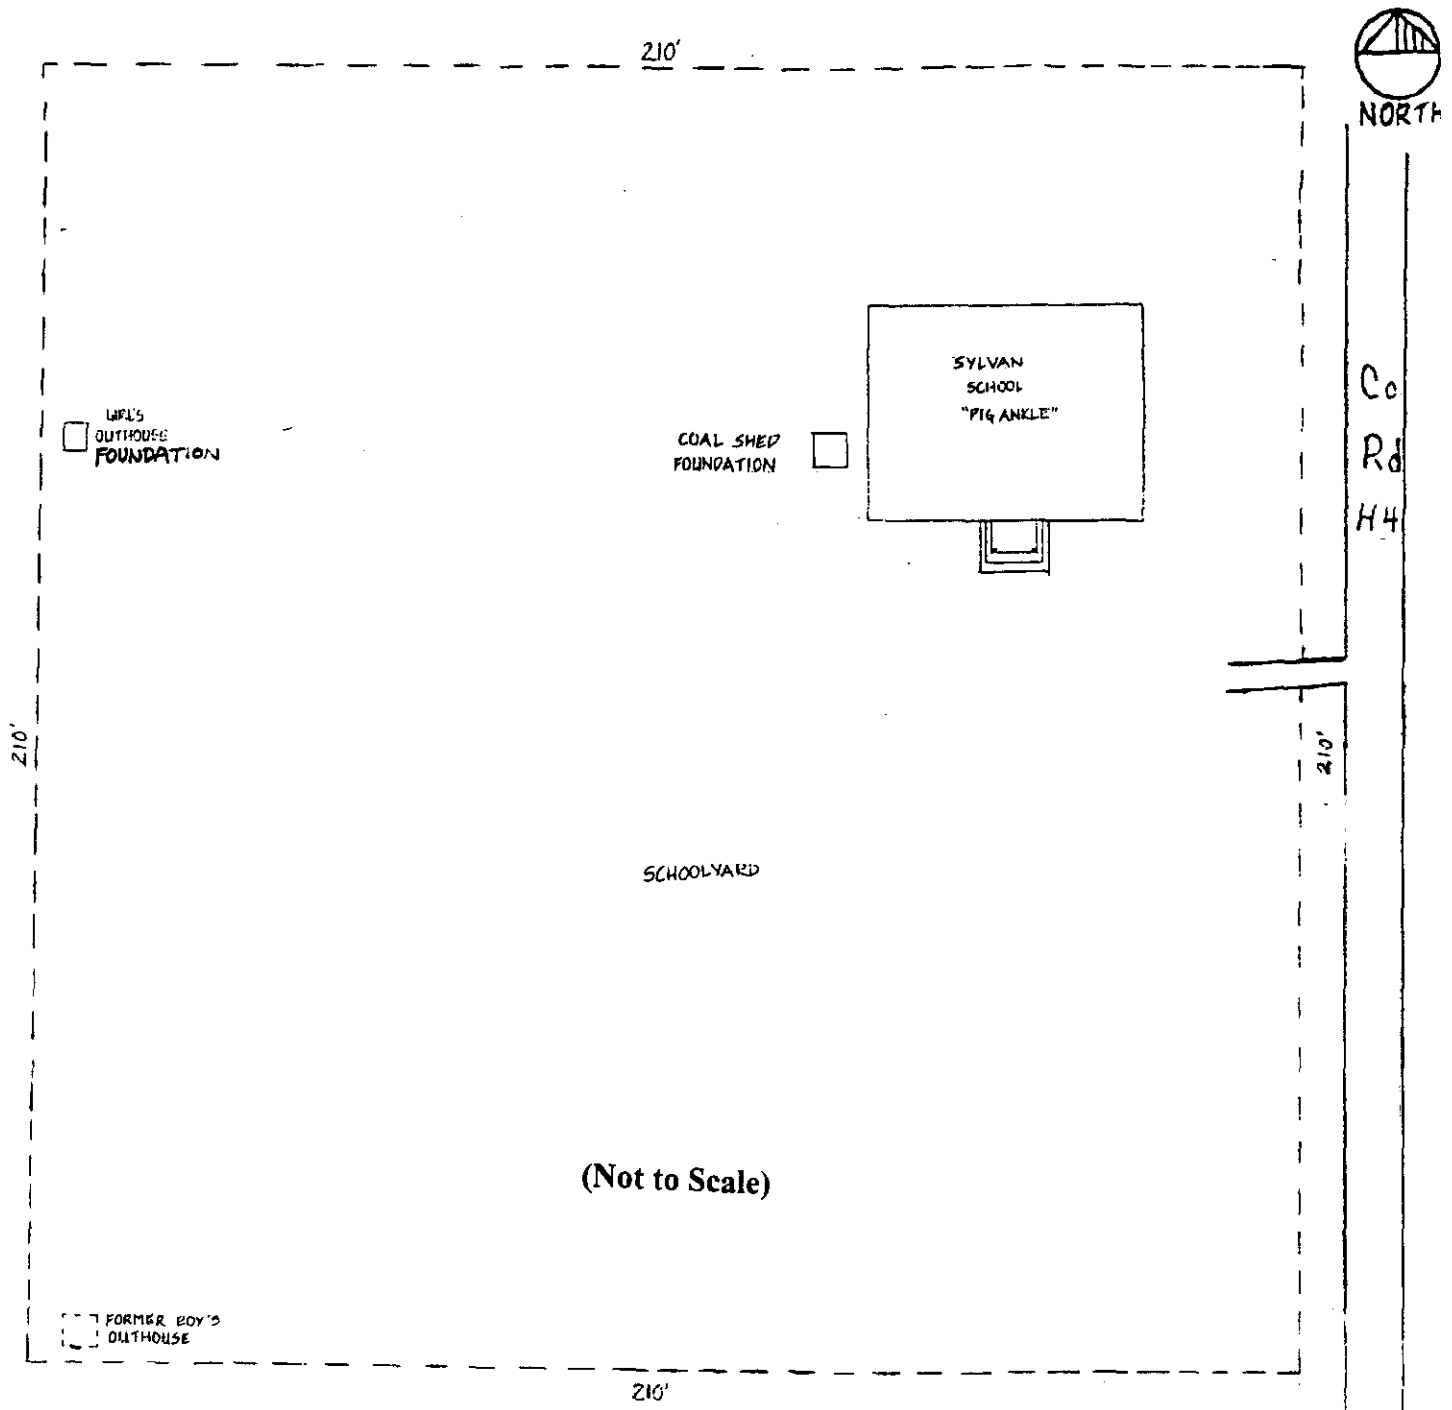 210'
NORTH
SYLVAN
SCHOOL
"PIG ANKLE"
Co
Rd
H4
GIRL'S
OUTHOUSE
FOUNDATION
COAL SHED
FOUNDATION
210'
210'
SCHOOLYARD
(Not to Scale)
FORMER BOY'S
OUTHOUSE
210'